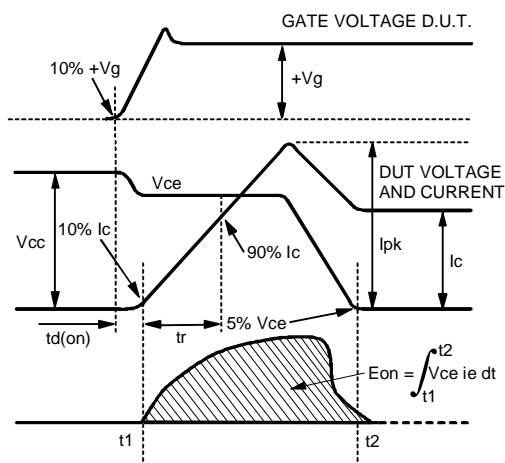 GATE VOLTAGE D.U.T.
10% +Vg
+Vg
Vce
DUT VOLTAGE
AND CURRENT
Vcc
10% Ic
90% Ic
Ipk
Ic
td(on)
tr
5% Vce
Eon = ∫ t1 t2 Vce ie dt
t1
t2